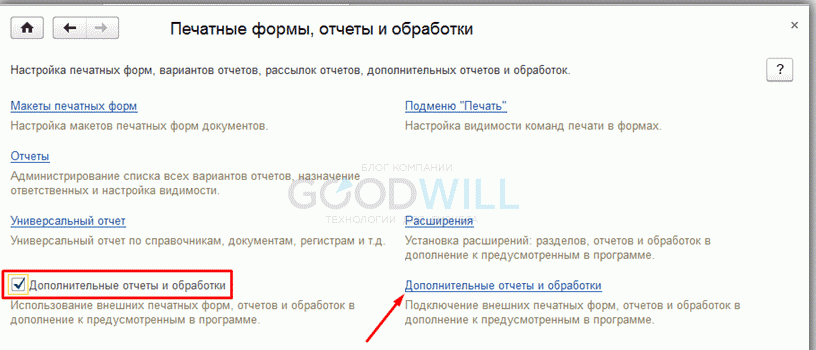 Печатные формы, отчеты и обработки
Настройка печатных форм, вариантов отчетов, рассылок отчетов, дополнительных отчетов и обработок.
?
Макеты печатных форм
Настройка макетов печатных форм документов.
Подменю "Печать"
Настройка видимости команд печати в формах.
Отчеты
Администрирование списка всех вариантов отчетов, назначение
ответственных и настройка видимости.
БЛОГ КОМПАНИИ
GOODWILL
Универсальный отчет
Универсальный отчет по справочникам, документам, регистрам и т.д.
Расширения
Установка расширений: разделов, отчетов и обработок в
дополнение к предусмотренным в программе.
Дополнительные отчеты и обработки
Использование внешних печатных форм, отчетов и обработок в
дополнение к предусмотренным в программе.
Дополнительные отчеты и обработки
Подключение внешних печатных форм, отчетов и обработок в
дополнение к предусмотренным в программе.